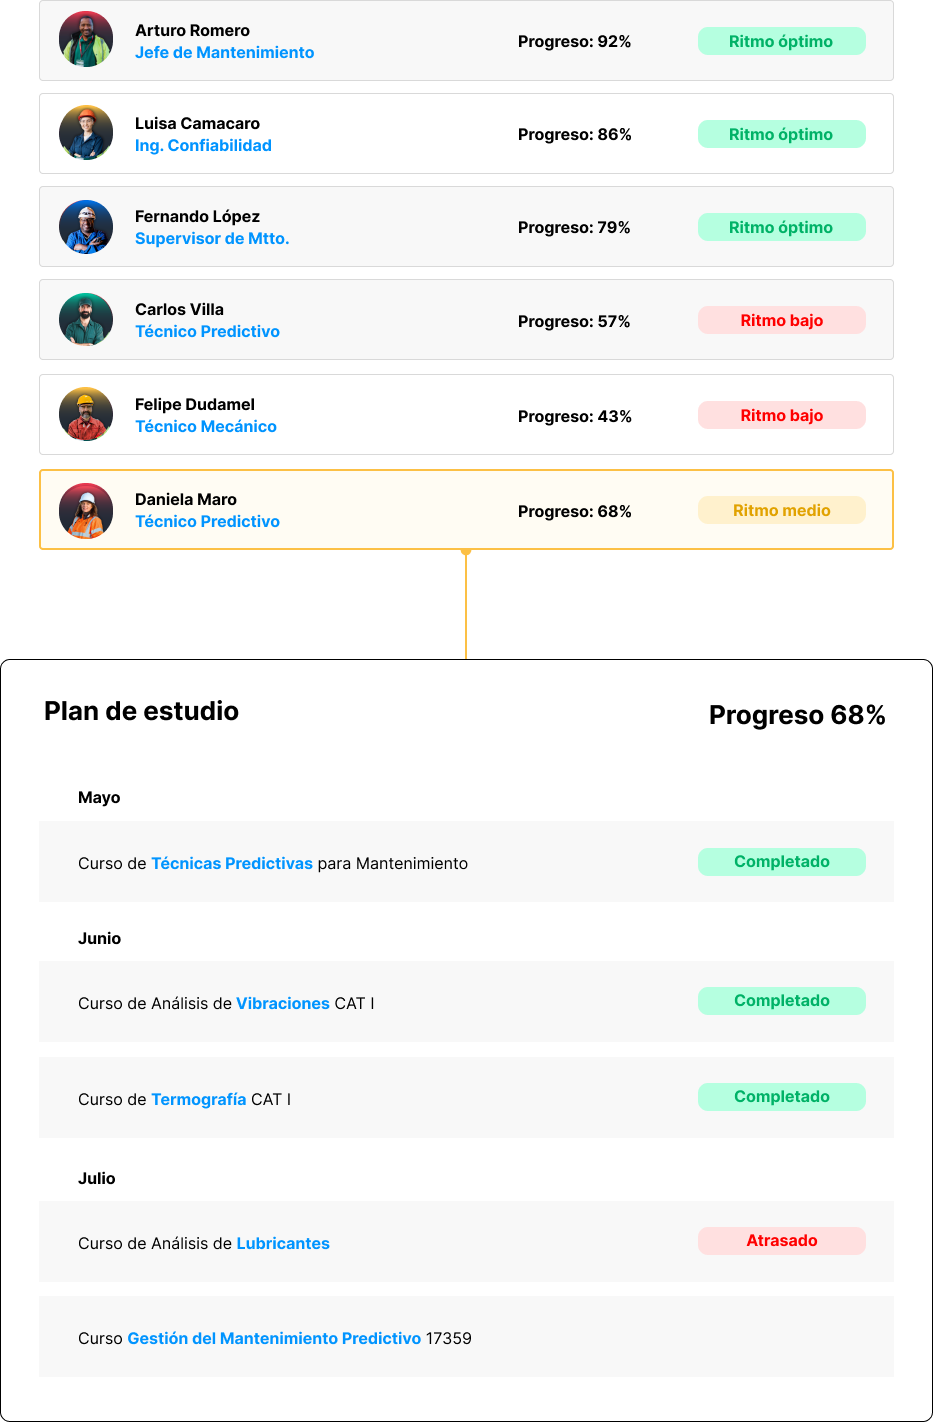 Arturo Romero
Jefe de Mantenimiento
Progreso: 92%
Ritmo óptimo
Luisa Camacaro
Ing. Confiabilidad
Progreso: 86%
Ritmo óptimo
Fernando López
Supervisor de Mtto.
Progreso: 79%
Ritmo óptimo
Carlos Villa
Técnico Predictivo
Progreso: 57%
Ritmo bajo
Felipe Dudamel
Técnico Mecánico
Progreso: 43%
Ritmo bajo
Daniela Maro
Técnico Predictivo
Progreso: 68%
Ritmo medio
Plan de estudio
Progreso 68%
Mayo
Curso de Técnicas Predictivas para Mantenimiento
Completado
Junio
Curso de Análisis de Vibraciones CAT I
Completado
Curso de Termografía CAT I
Completado
Julio
Curso de Análisis de Lubricantes
Atrasado
Curso Gestión del Mantenimiento Predictivo 17359